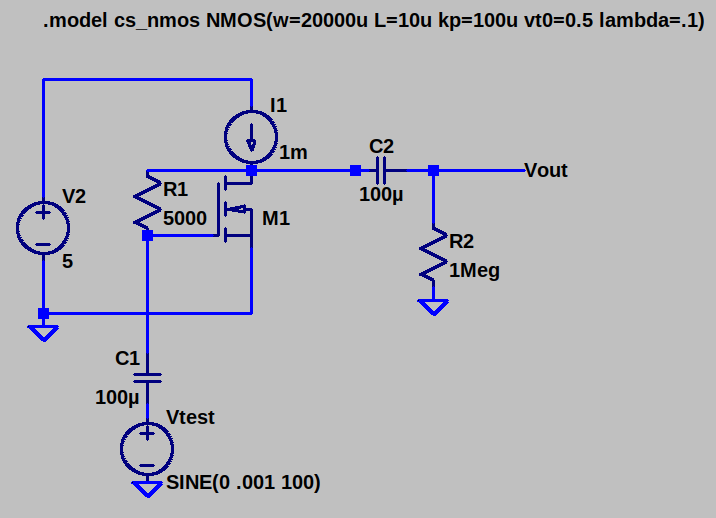 .model cs_nmos NMOS(w=20000u L=10u kp=100u vt0=0.5 lambda=.1)
I1
1m
C2
100µ
Vout
V2
5
R1
5000
M1
R2
1Meg
C1
100µ
Vtest
SINE(0 .001 100)